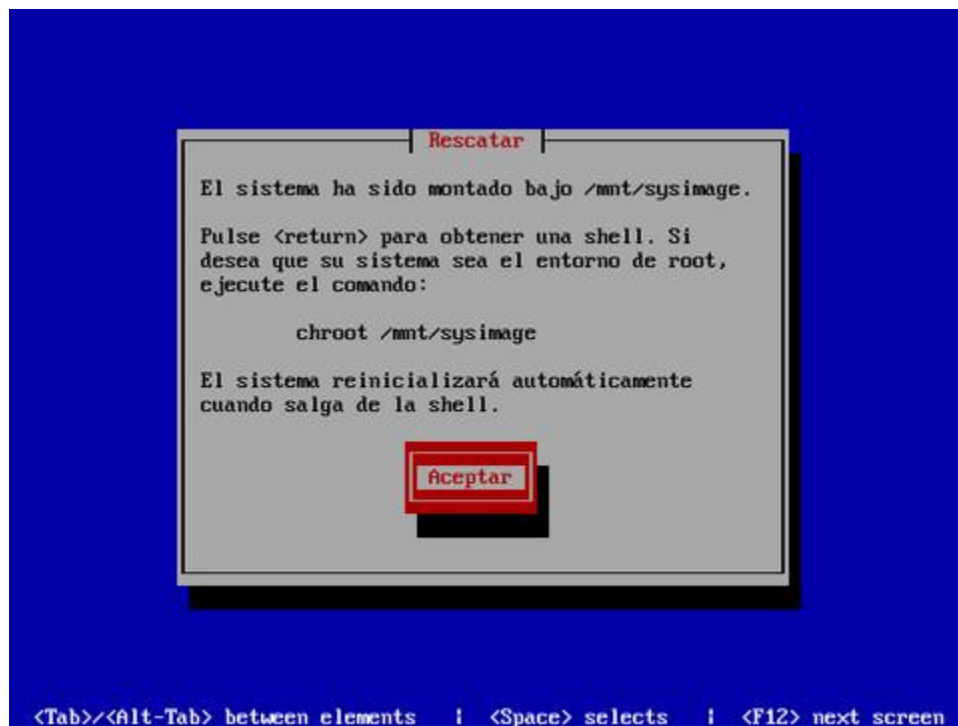 Rescatar
El sistema ha sido montado bajo /mnt/sysimage.
Pulse <return> para obtener una shell. Si
desea que su sistema sea el entorno de root,
ejecute el comando:
chroot /mnt/sysimage
El sistema reinicializará automáticamente
cuando salga de la shell.
Aceptar
<Tab>/<Alt-Tab> between elements | <Space> selects | <F12> next screen